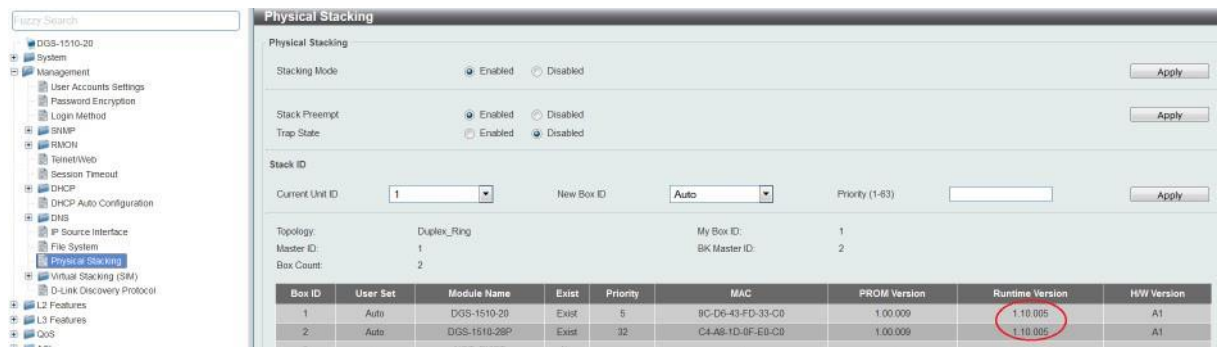 Fuzzy Search
DGS-1510-20
System
Management
User Accounts Settings
Password Encryption
Login Method
SNMP
RMON
Telnet/Web
Session Timeout
DHCP
DHCP Auto Configuration
DNS
IP Source Interface
File System
Physical Stacking
Virtual Stacking (SIM)
D-Link Discovery Protocol
L2 Features
L3 Features
QoS
Physical Stacking
Physical Stacking
Stacking Mode Enabled Disabled Apply
Stack Preempt Enabled Disabled Apply
Trap State Enabled Disabled
Stack ID
Current Unit ID 1 New Box ID Auto Priority (1-63) Apply
Topology: Duplex_Ring My Box ID: 1
Master ID: 1 BK Master ID: 2
Box Count: 2
Box ID User Set Module Name Exist Priority MAC PROM Version Runtime Version H/W Version
1 Auto DGS-1510-20 Exist 5 9C-D6-43-FD-33-C0 1.00.009 1.10.005 A1
2 Auto DGS-1510-28P Exist 32 C4-A8-1D-0F-E0-C0 1.00.009 1.10.005 A1